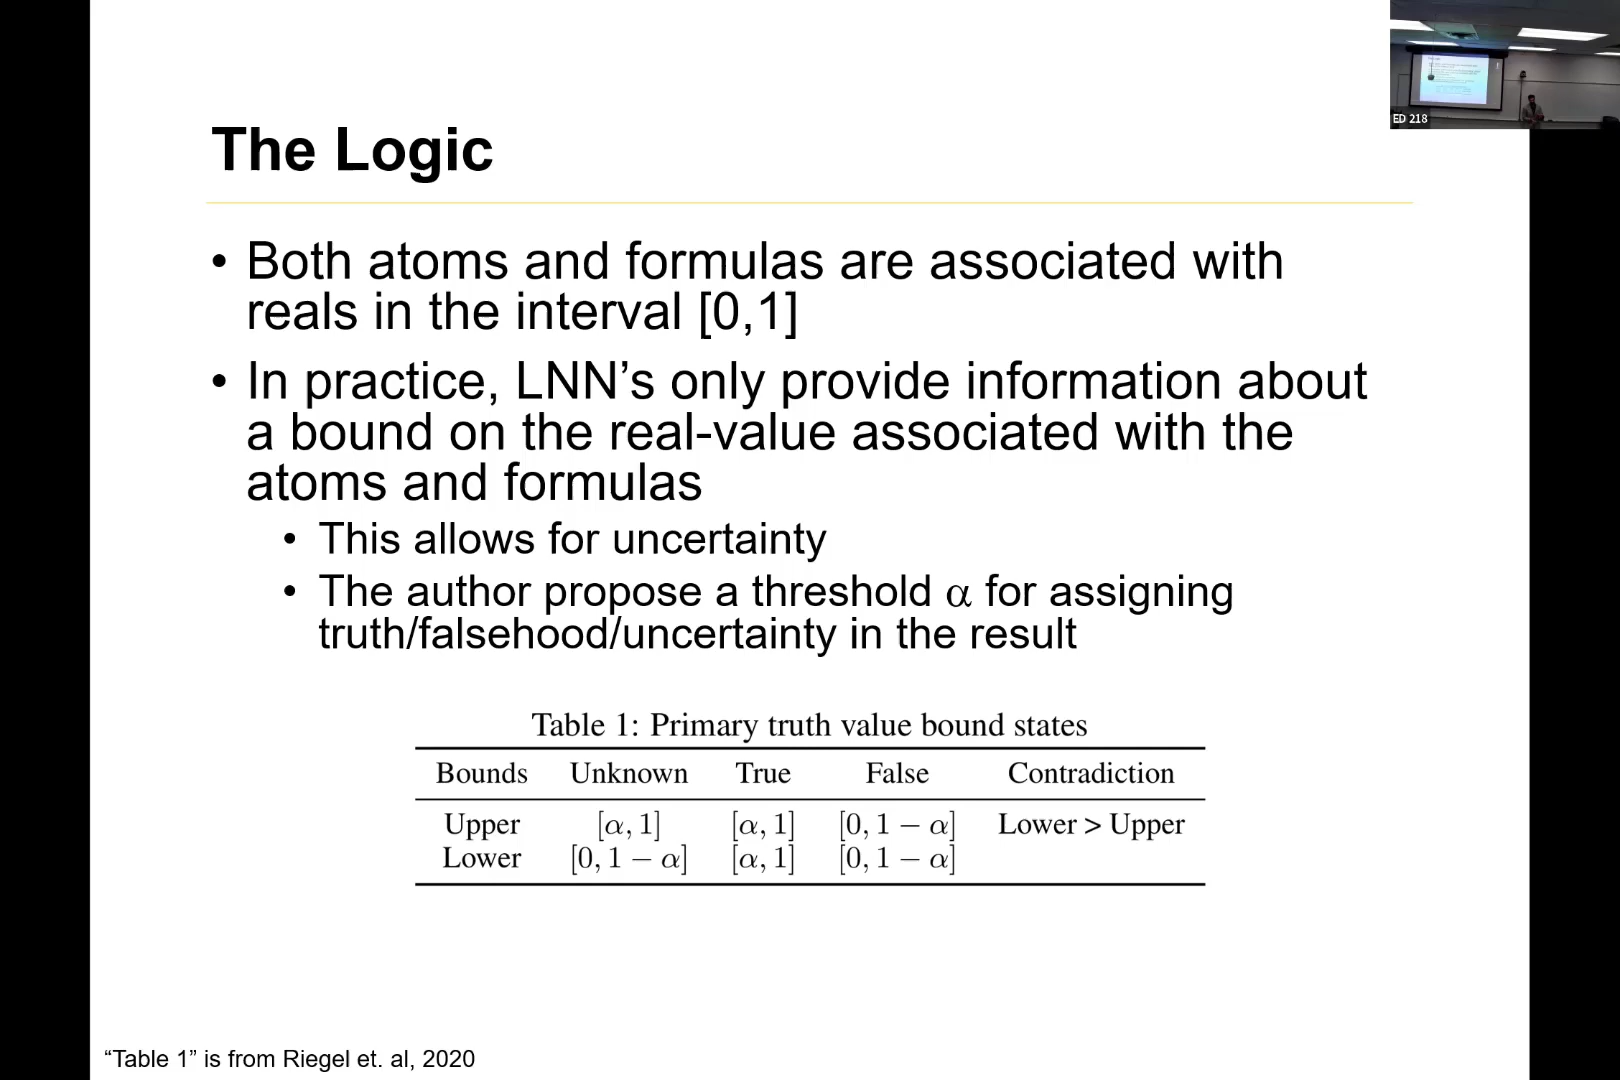 ED 218
The Logic
• Both atoms and formulas are associated with
reals in the interval [0,1]
• In practice, LNN’s only provide information about
a bound on the real-value associated with the
atoms and formulas
• This allows for uncertainty
• The author propose a threshold α for assigning
truth/falsehood/uncertainty in the result
Table 1: Primary truth value bound states
Bounds Unknown True False Contradiction
Upper [α, 1] [α, 1] [0, 1 − α] Lower > Upper
Lower [0, 1 − α] [α, 1] [0, 1 − α]
“Table 1” is from Riegel et. al, 2020